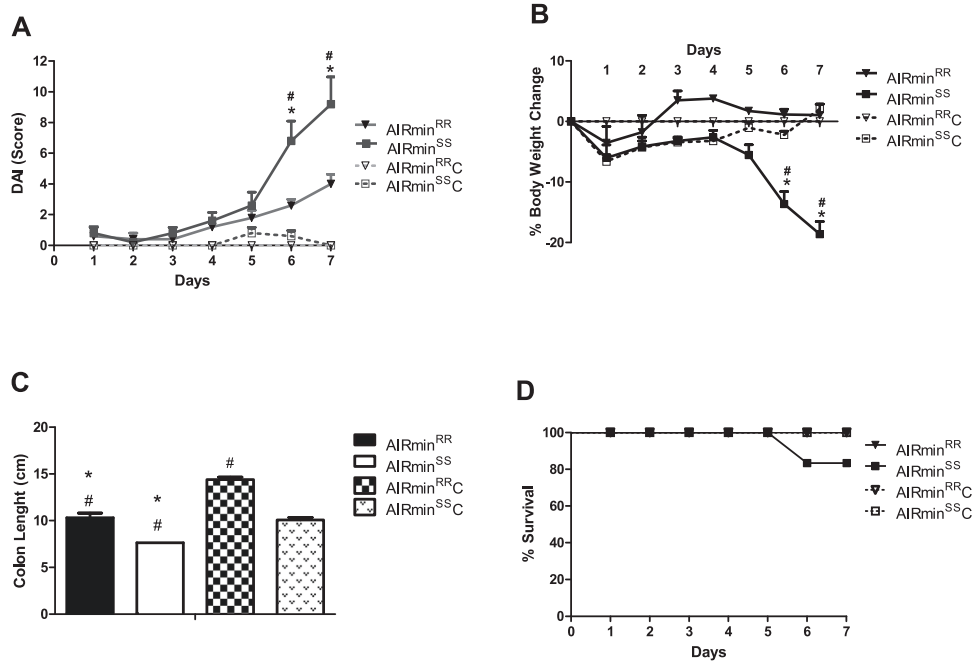 A
DAI (Score)
12
10
8
6
4
2
0
0 1 2 3 4 5 6 7
Days
# *
# *
AIRmin^RR
AIRmin^SS
AIRmin^RRC
AIRmin^SSC
B
Days
1 2 3 4 5 6 7
% Body Weight Change
10
0
-10
-20
# *
# *
AIRmin^RR
AIRmin^SS
AIRmin^RRC
AIRmin^SSC
C
Colon Lenght (cm)
20
15
10
5
0
* #
* #
#
AIRmin^RR
AIRmin^SS
AIRmin^RRC
AIRmin^SSC
D
% Survival
100
80
60
40
20
0
0 1 2 3 4 5 6 7
Days
AIRmin^RR
AIRmin^SS
AIRmin^RRC
AIRmin^SSC